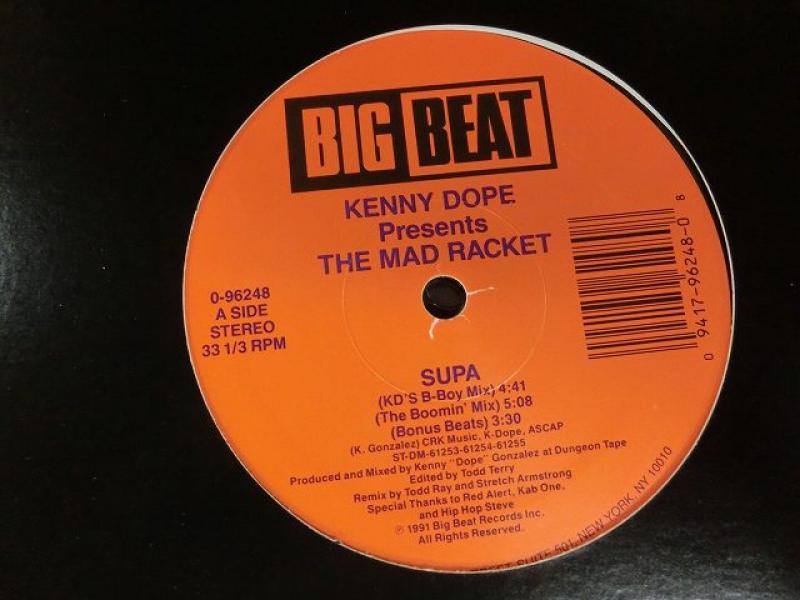 BIG BEAT
KENNY DOPE
Presents
THE MAD RACKET
0-96248
A SIDE
STEREO
33 1/3 RPM
0 9417-96248-0 8
SUPA
(KD'S B-Boy Mix) 4:41
(The Boomin' Mix) 5:08
(Bonus Beats) 3:30
(K. Gonzalez) CRK Music, K-Dope, ASCAP
ST-DM-61253-61254-61255
Produced and Mixed by Kenny "Dope" Gonzalez at Dungeon Tape
Edited by Todd Terry
Remix by Todd Ray and Stretch Armstrong
Special Thanks to Red Alert, Kab One,
and Hip Hop Steve
℗ 1991 Big Beat Records Inc.
All Rights Reserved.
SUITE 501, NEW YORK, NY 10010